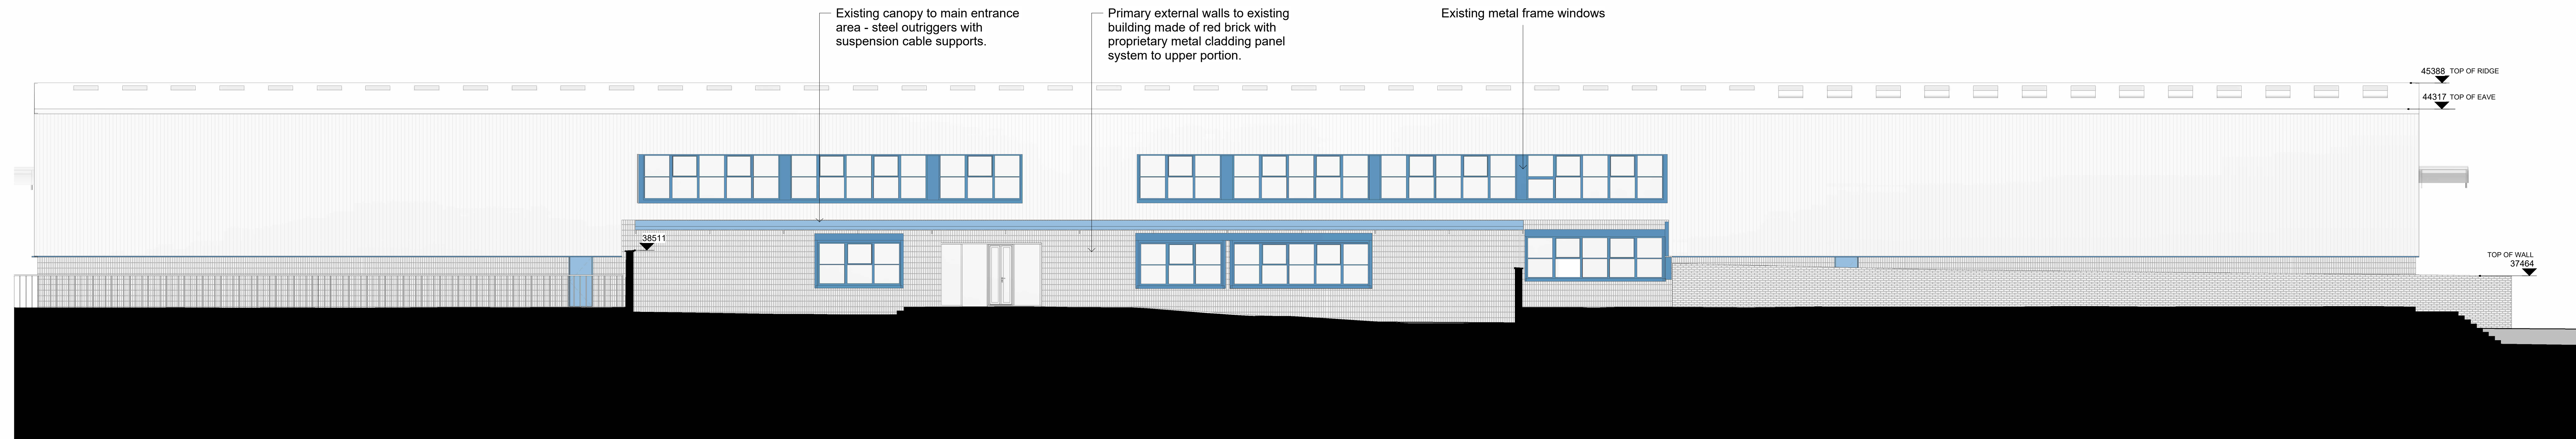 Existing canopy to main entrance
area - steel outriggers with
suspension cable supports.
Primary external walls to existing
building made of red brick with
proprietary metal cladding panel
system to upper portion.
Existing metal frame windows
45388 TOP OF RIDGE
44317 TOP OF EAVE
38511
TOP OF WALL
37464